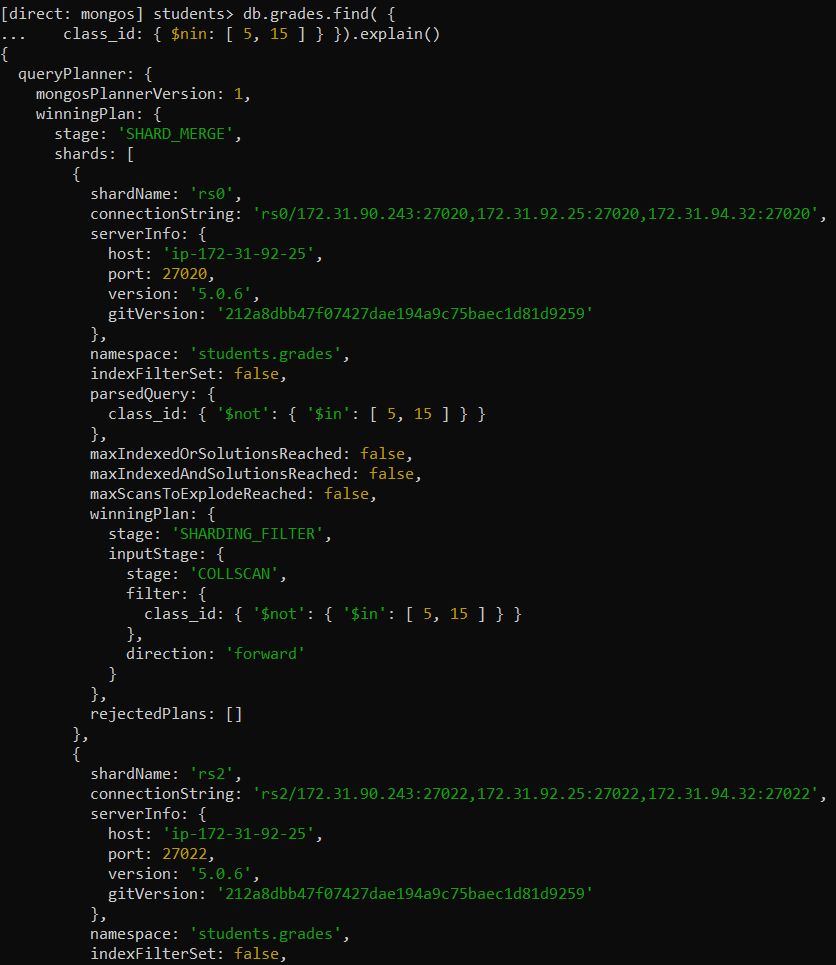 [direct: mongos] students> db.grades.find( {
...    class_id: { $nin: [ 5, 15 ] } }).explain()
{
  queryPlanner: {
    mongosPlannerVersion: 1,
    winningPlan: {
      stage: 'SHARD_MERGE',
      shards: [
        {
          shardName: 'rs0',
          connectionString: 'rs0/172.31.90.243:27020,172.31.92.25:27020,172.31.94.32:27020',
          serverInfo: {
            host: 'ip-172-31-92-25',
            port: 27020,
            version: '5.0.6',
            gitVersion: '212a8dbb47f07427dae194a9c75baec1d81d9259'
          },
          namespace: 'students.grades',
          indexFilterSet: false,
          parsedQuery: {
            class_id: { '$not': { '$in': [ 5, 15 ] } }
          },
          maxIndexedOrSolutionsReached: false,
          maxIndexedAndSolutionsReached: false,
          maxScansToExplodeReached: false,
          winningPlan: {
            stage: 'SHARDING_FILTER',
            inputStage: {
              stage: 'COLLSCAN',
              filter: {
                class_id: { '$not': { '$in': [ 5, 15 ] } }
              },
              direction: 'forward'
            }
          },
          rejectedPlans: []
        },
        {
          shardName: 'rs2',
          connectionString: 'rs2/172.31.90.243:27022,172.31.92.25:27022,172.31.94.32:27022',
          serverInfo: {
            host: 'ip-172-31-92-25',
            port: 27022,
            version: '5.0.6',
            gitVersion: '212a8dbb47f07427dae194a9c75baec1d81d9259'
          },
          namespace: 'students.grades',
          indexFilterSet: false,